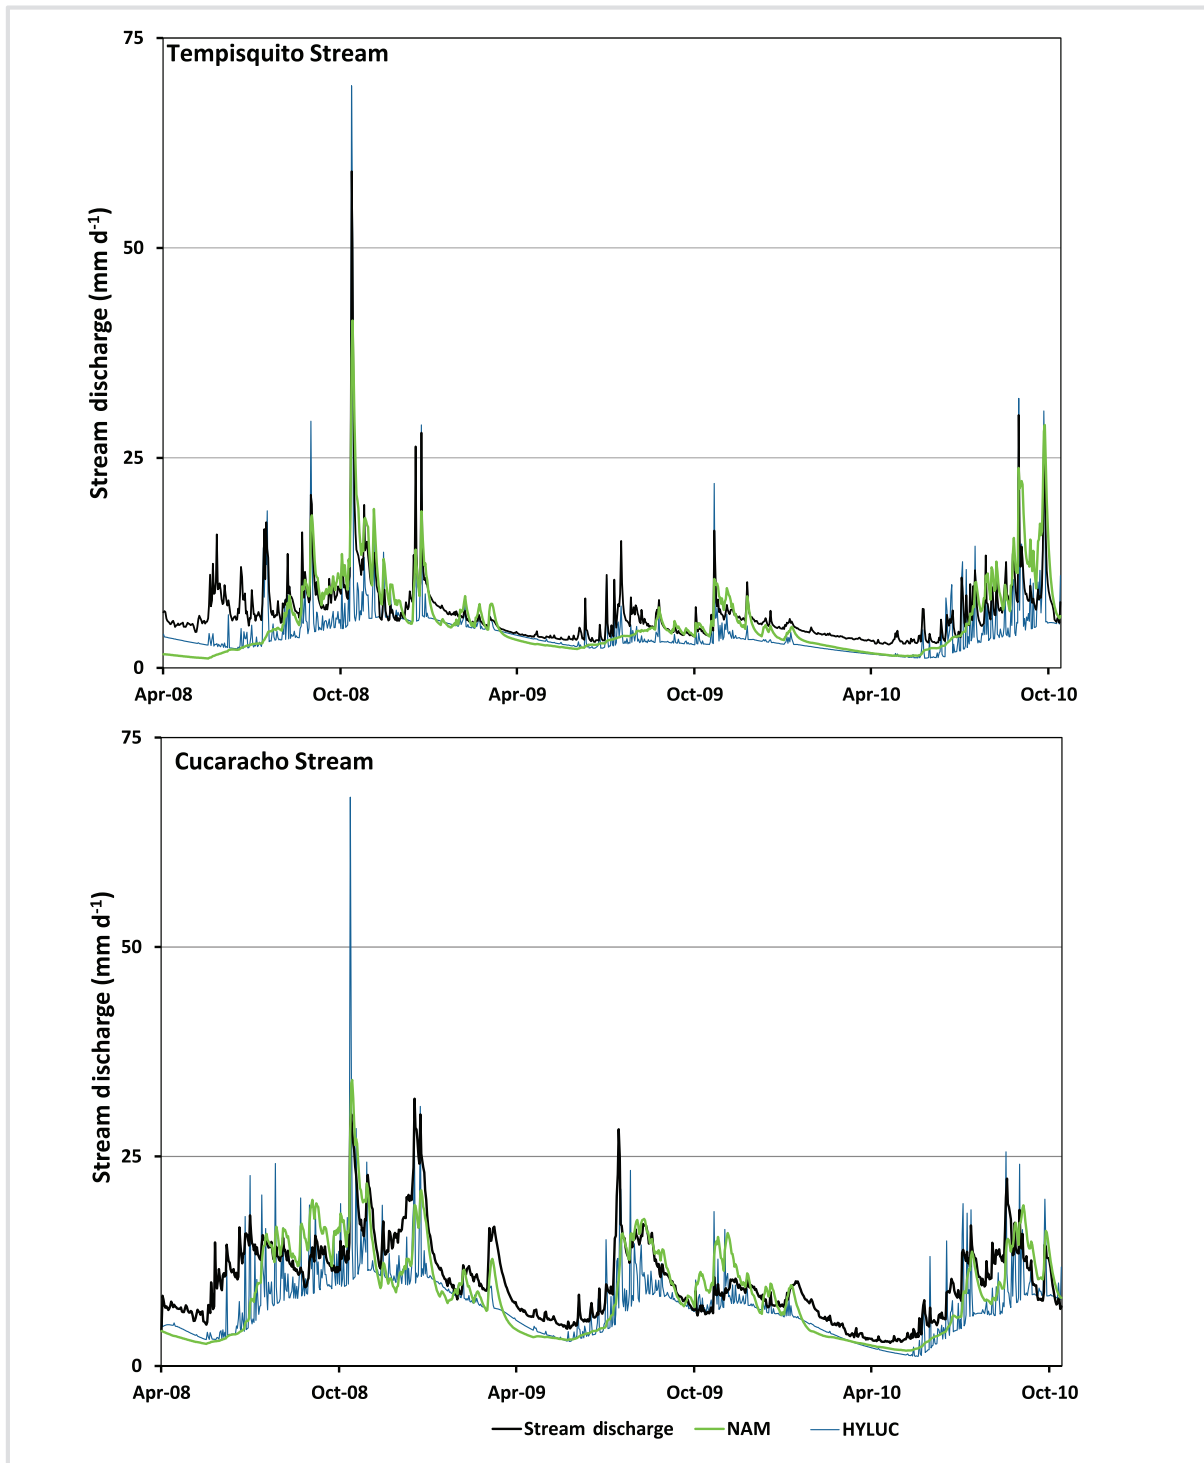 75
Tempisquito Stream
50
25
0
Stream discharge (mm d⁻¹)
Apr-08 Oct-08 Apr-09 Oct-09 Apr-10 Oct-10
75
Cucaracho Stream
50
25
0
Stream discharge (mm d⁻¹)
Apr-08 Oct-08 Apr-09 Oct-09 Apr-10 Oct-10
Stream discharge NAM HYLUC